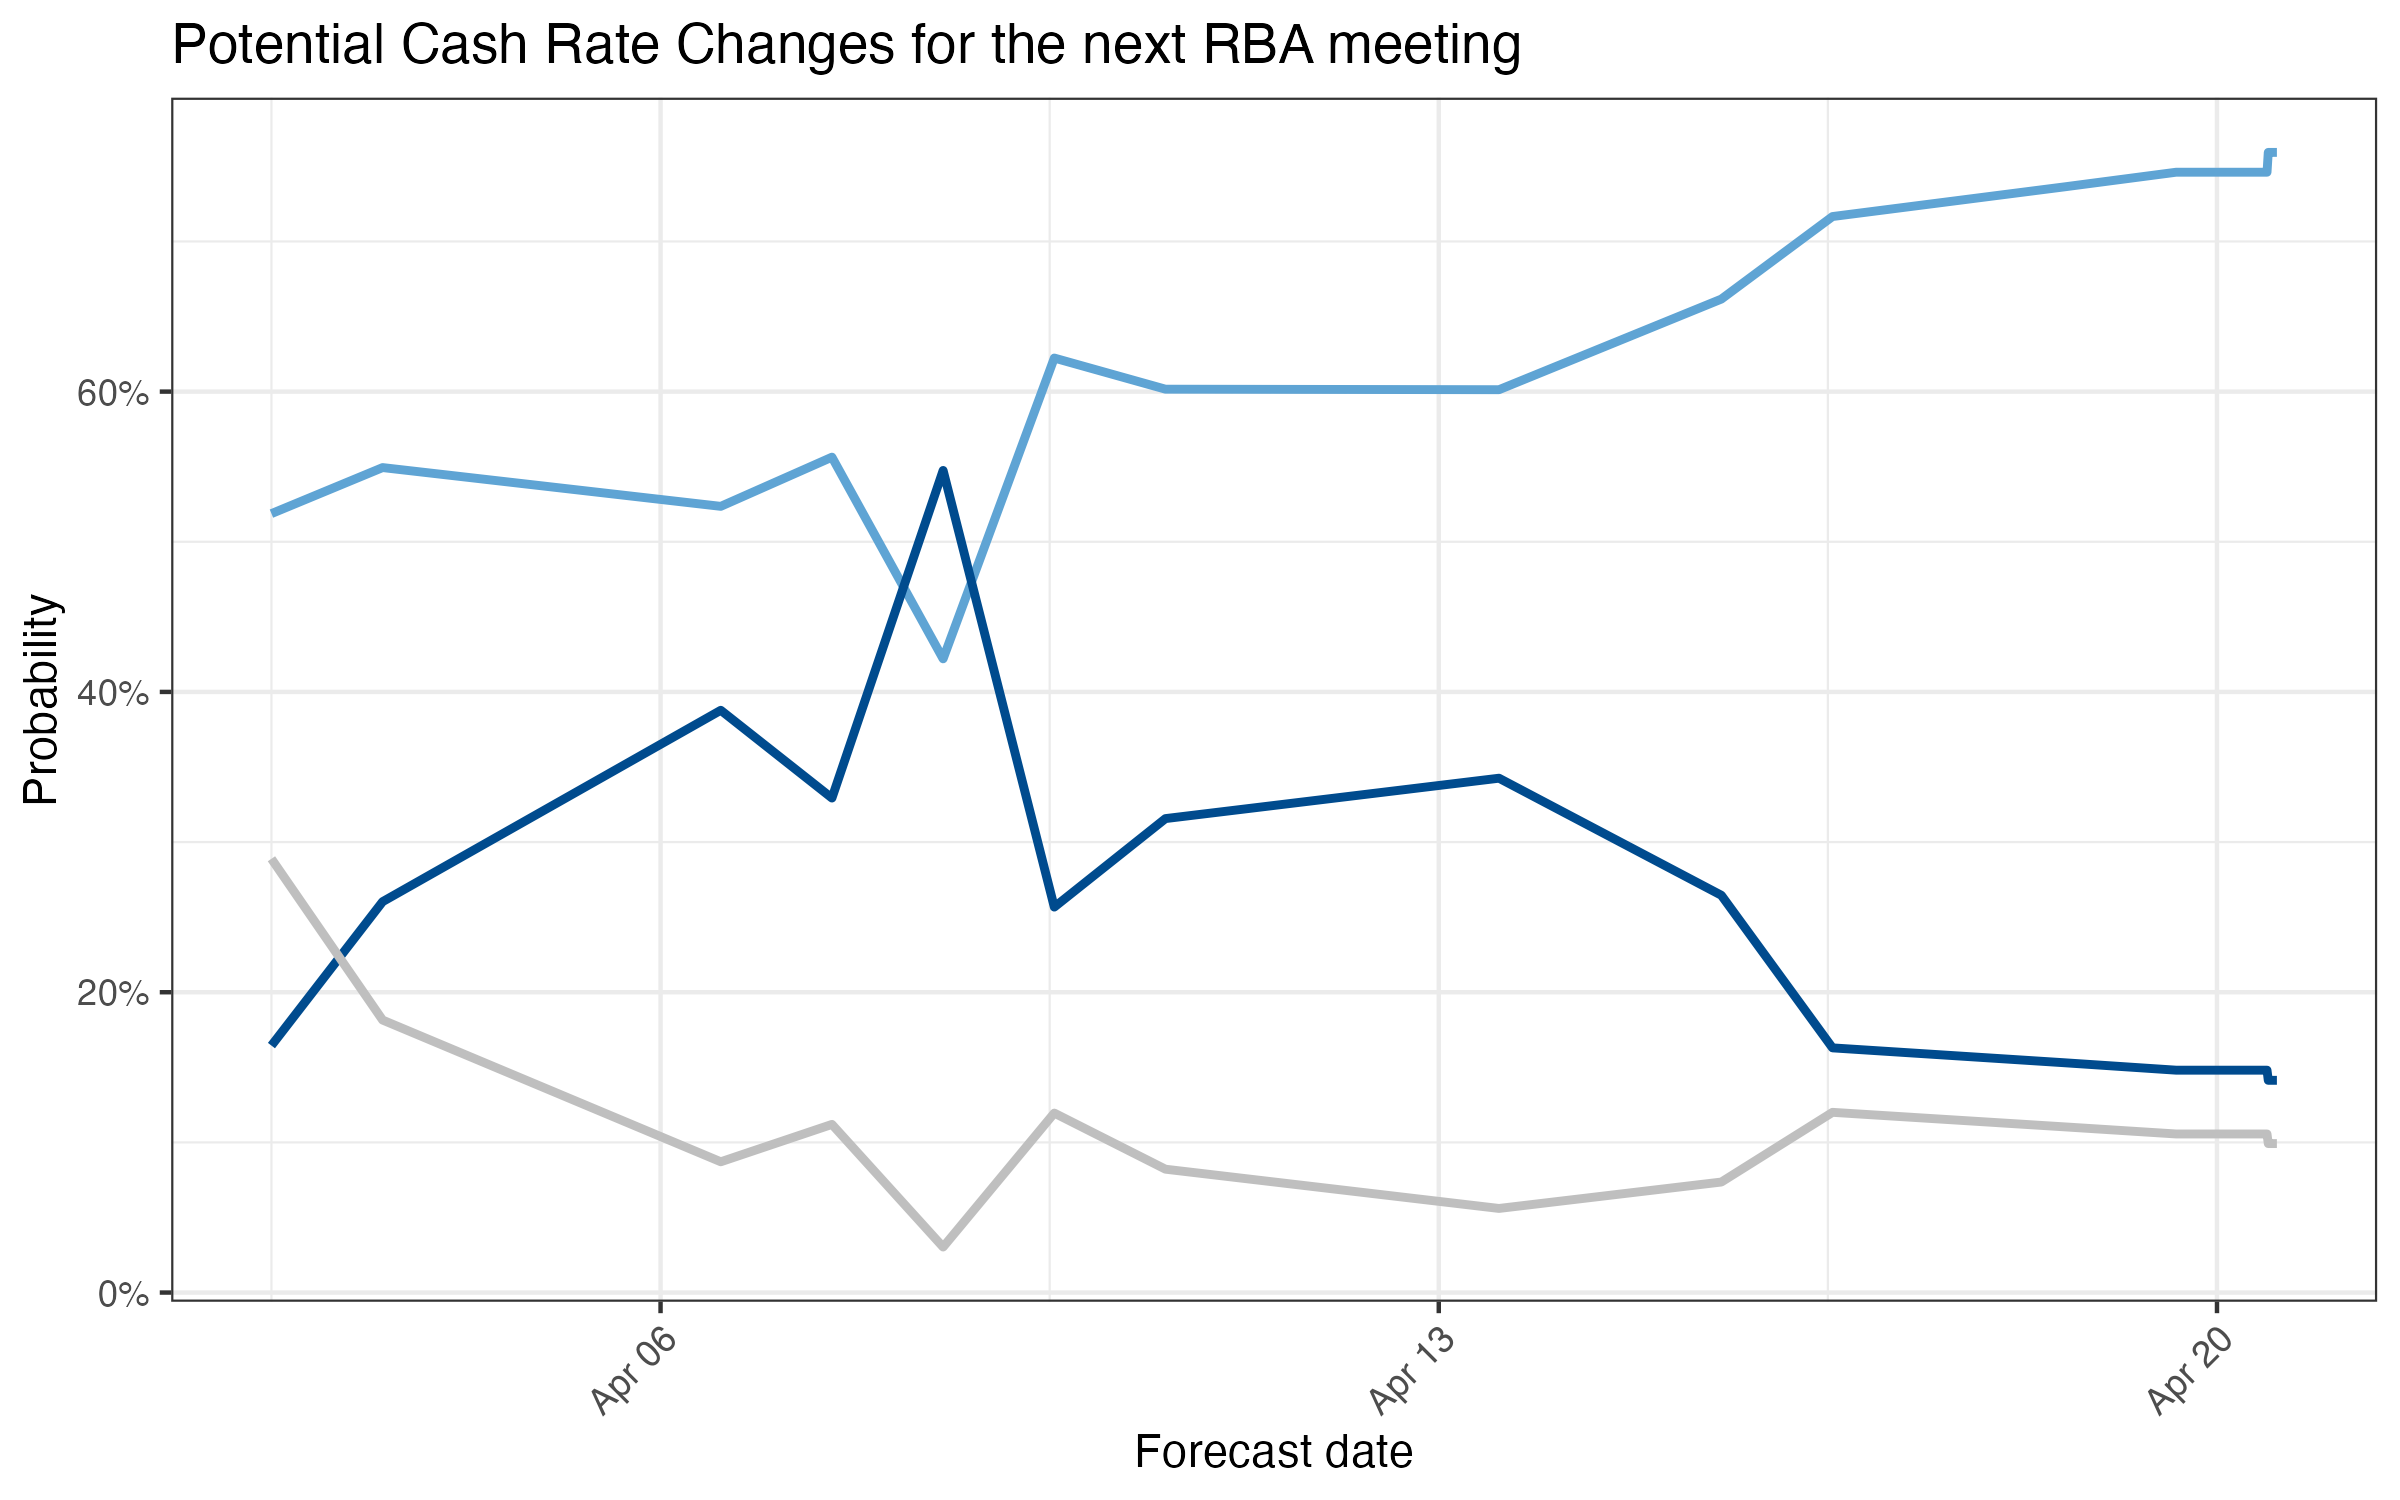 Potential Cash Rate Changes for the next RBA meeting
Probability
60%
40%
20%
0%
Apr 06
Apr 13
Apr 20
Forecast date